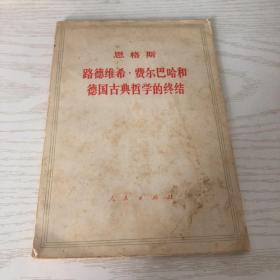 恩格斯
路德维希·费尔巴哈和
德国古典哲学的终结
人民出版社